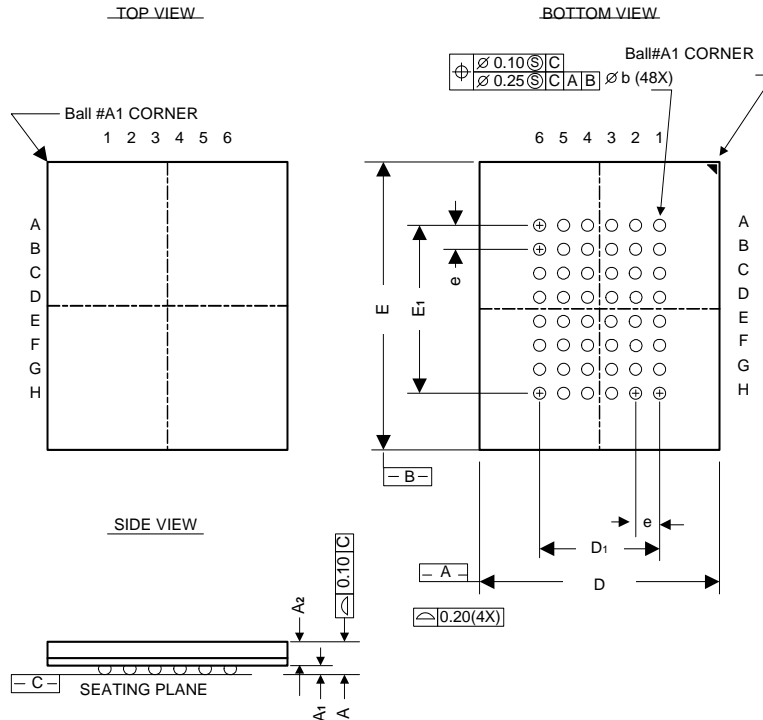 TOP VIEW
Ball #A1 CORNER
1 2 3 4 5 6
A
B
C
D
E
F
G
H
BOTTOM VIEW
Ball#A1 CORNER
⌀ 0.10 Ⓢ C
⌀ 0.25 Ⓢ C A B
⌀ b (48X)
6 5 4 3 2 1
A
B
C
D
E
F
G
H
e
E1
E
– B –
e
D1
– A
D
0.20(4X)
SIDE VIEW
0.10 C
A2
– C –
SEATING PLANE
A1
A